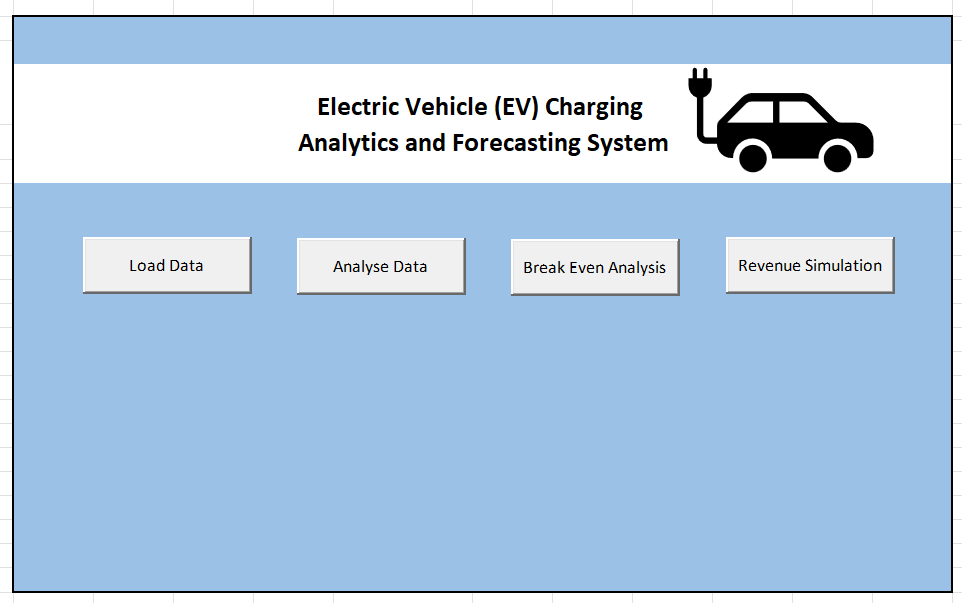 Electric Vehicle (EV) Charging
Analytics and Forecasting System
Load Data
Analyse Data
Break Even Analysis
Revenue Simulation